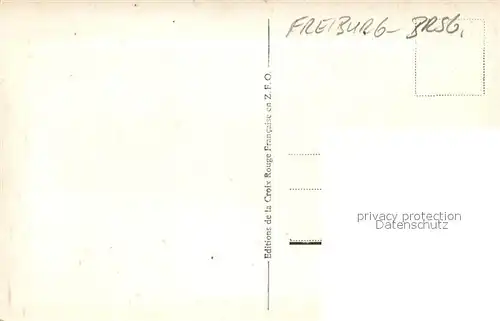 FREIBURG - BRSG.
Editions de la Croix Rouge Française en Z.F.O.
privacy protection
Datenschutz